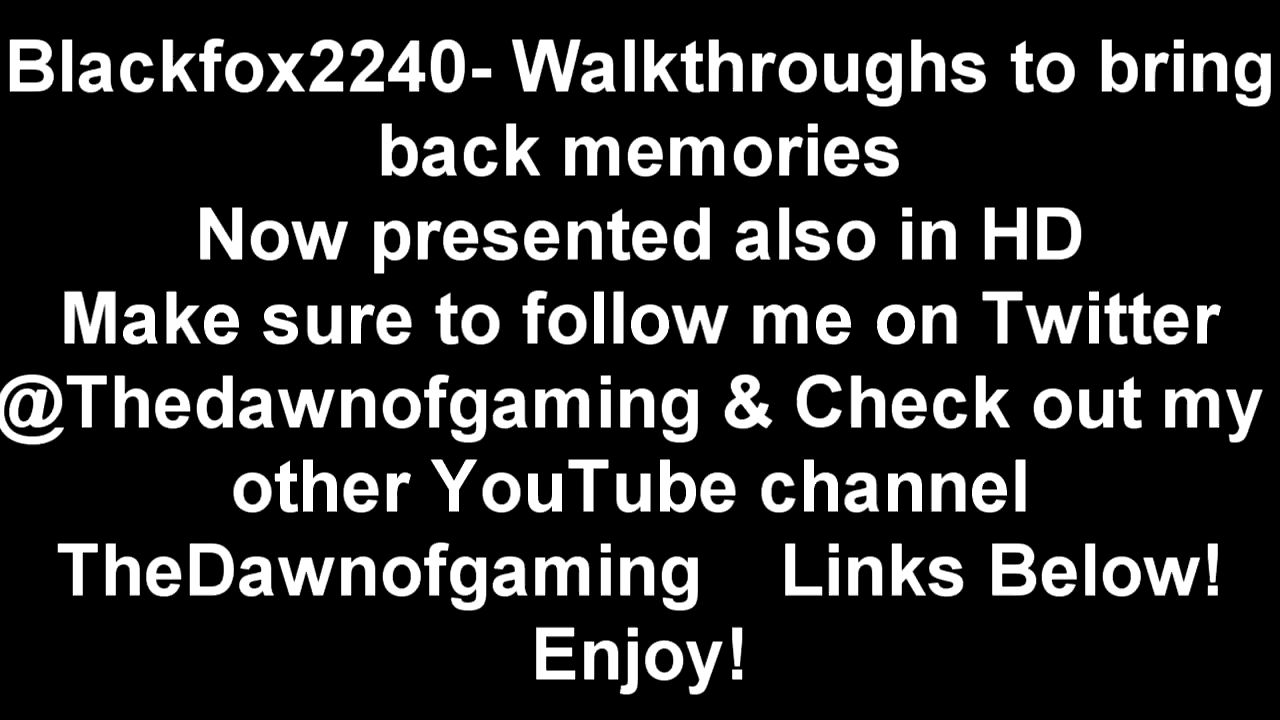 Blackfox2240- Walkthroughs to bring
back memories
Now presented also in HD
Make sure to follow me on Twitter
@Thedawnofgaming & Check out my
other YouTube channel
TheDawnofgaming    Links Below!
Enjoy!